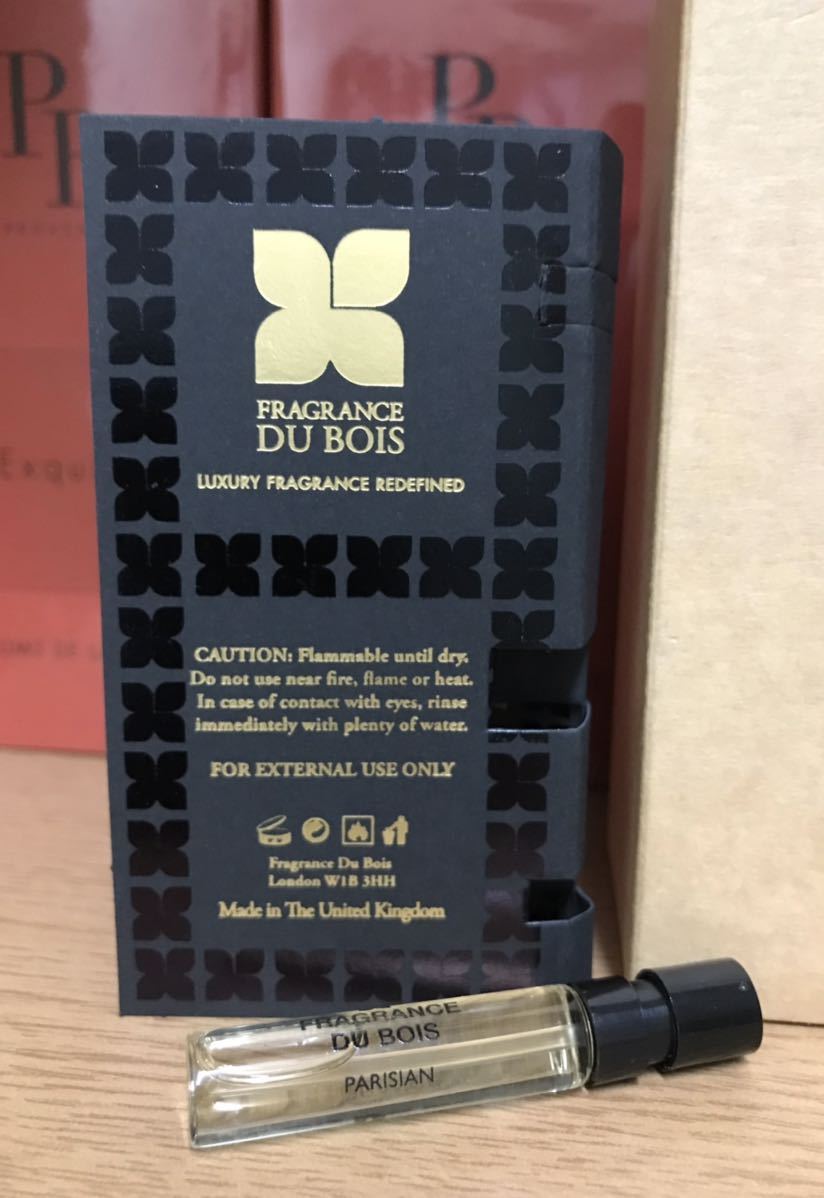 FRAGRANCE
DU BOIS
LUXURY FRAGRANCE REDEFINED
CAUTION: Flammable until dry.
Do not use near fire, flame or heat.
In case of contact with eyes, rinse
immediately with plenty of water.
FOR EXTERNAL USE ONLY
Fragrance Du Bois
London W1B 3HH
Made in The United Kingdom
FRAGRANCE
DU BOIS
PARISIAN